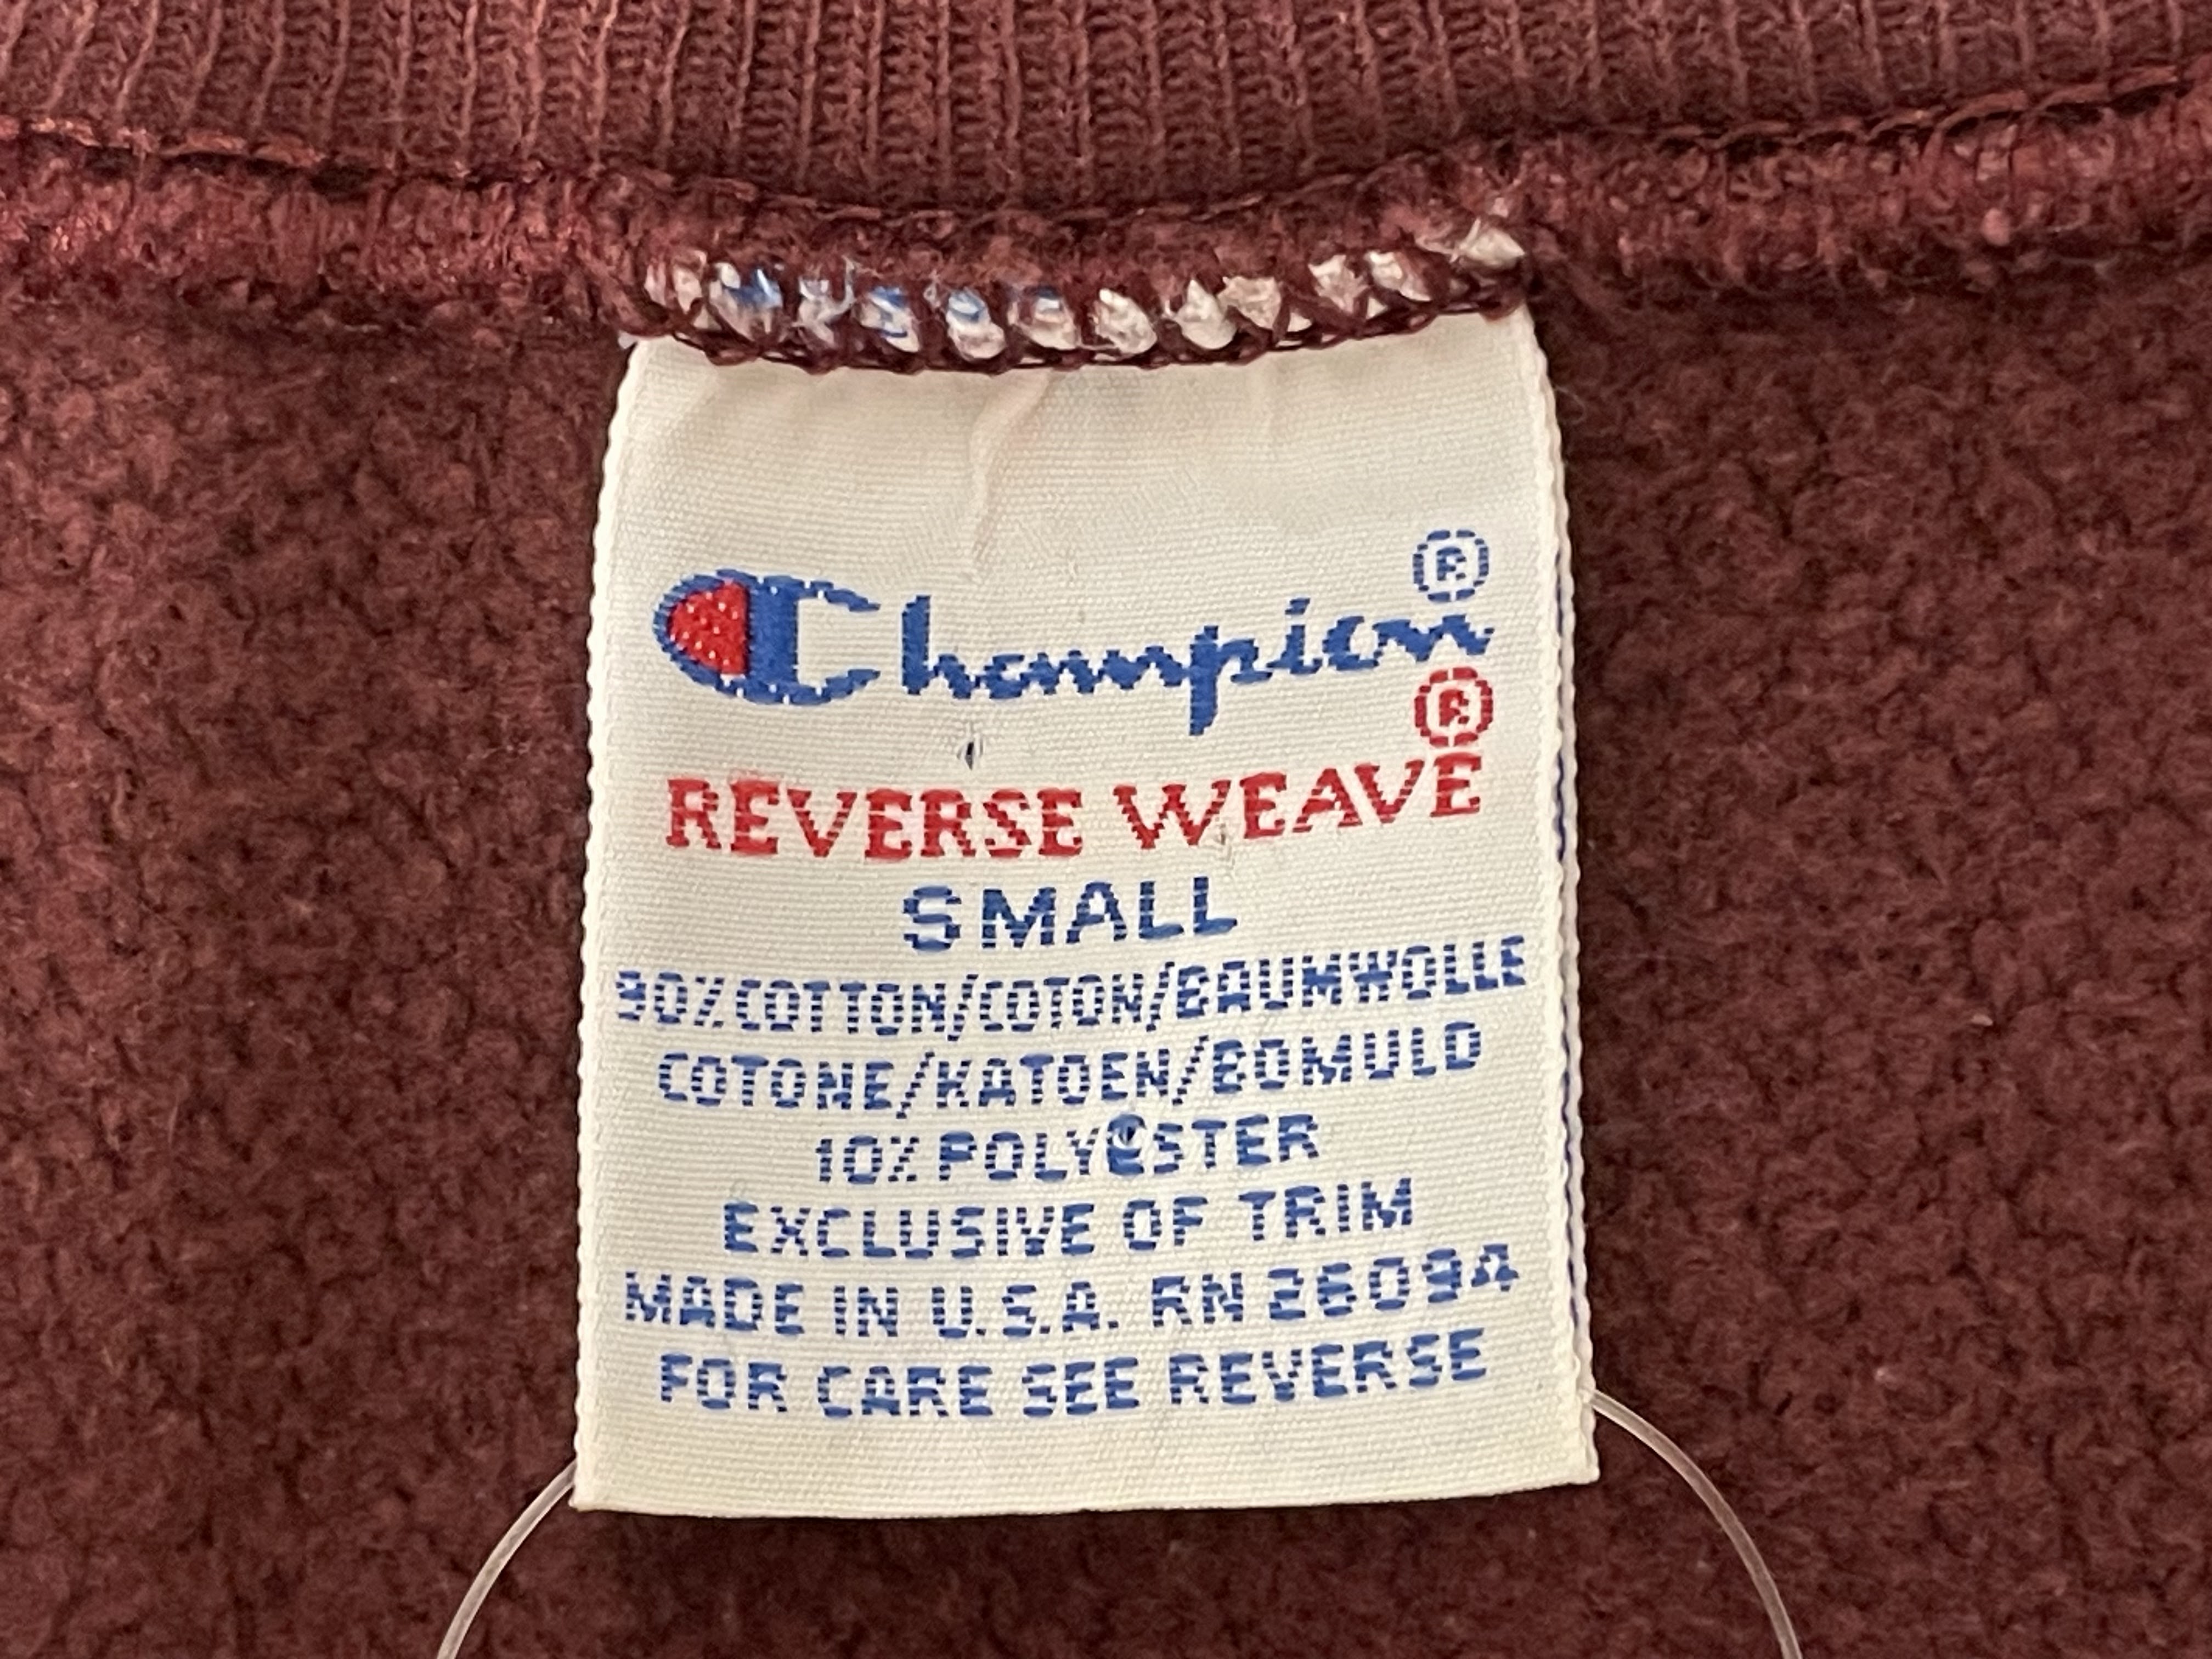 Champion®
®
REVERSE WEAVE
SMALL
90% COTTON/COTON/BAUMWOLLE
COTONE/KATOEN/BOMULD
10% POLYESTER
EXCLUSIVE OF TRIM
MADE IN U.S.A. RN 26094
FOR CARE SEE REVERSE